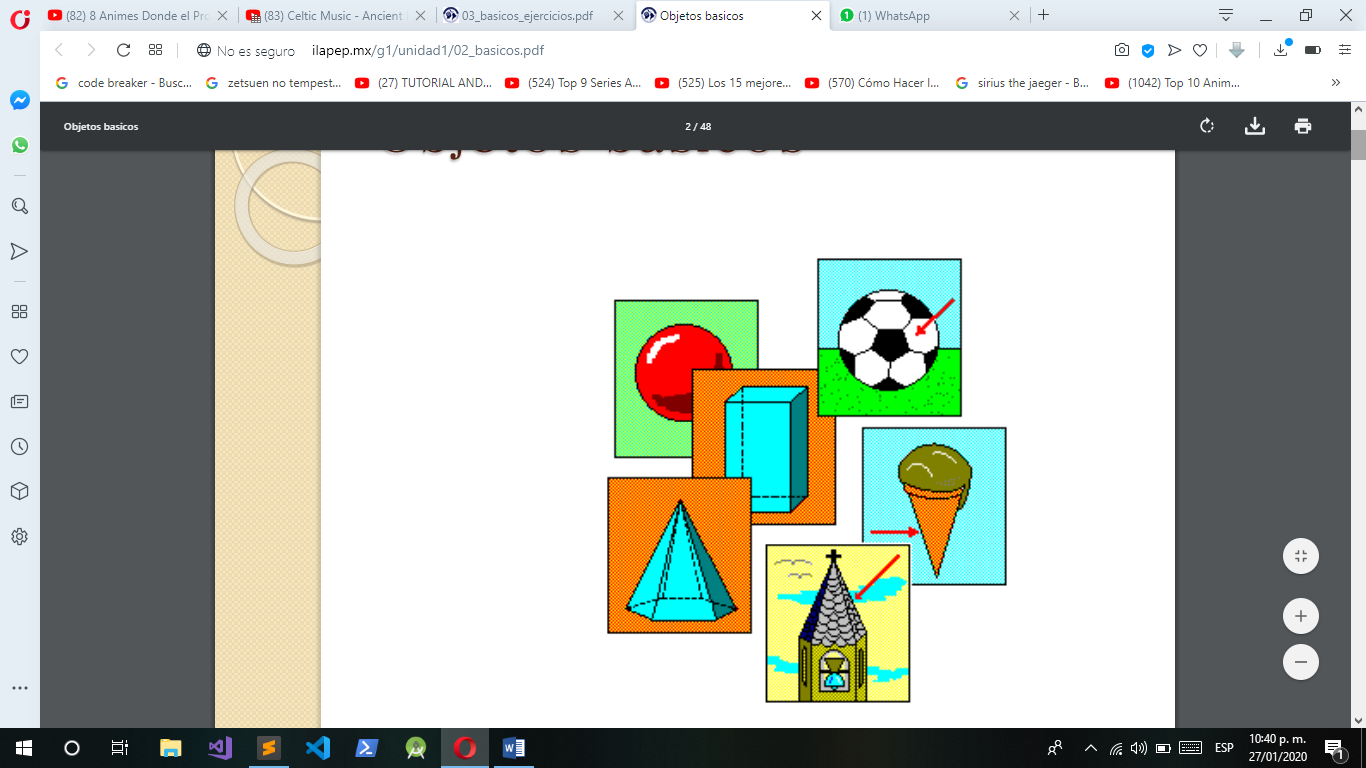 (82) 8 Animes Donde el Pro
(83) Celtic Music - Ancient
03_basicos_ejercicios.pdf
Objetos basicos
(1) WhatsApp
No es seguro
ilapep.mx/g1/unidad1/02_basicos.pdf
code breaker - Busc...
zetsuen no tempest...
(27) TUTORIAL AND...
(524) Top 9 Series A...
(525) Los 15 mejore...
(570) Cómo Hacer l...
sirius the jaeger - B...
(1042) Top 10 Anim...
»
Objetos basicos
2 / 48
Objetos básicos
ESP
10:40 p. m.
27/01/2020
1